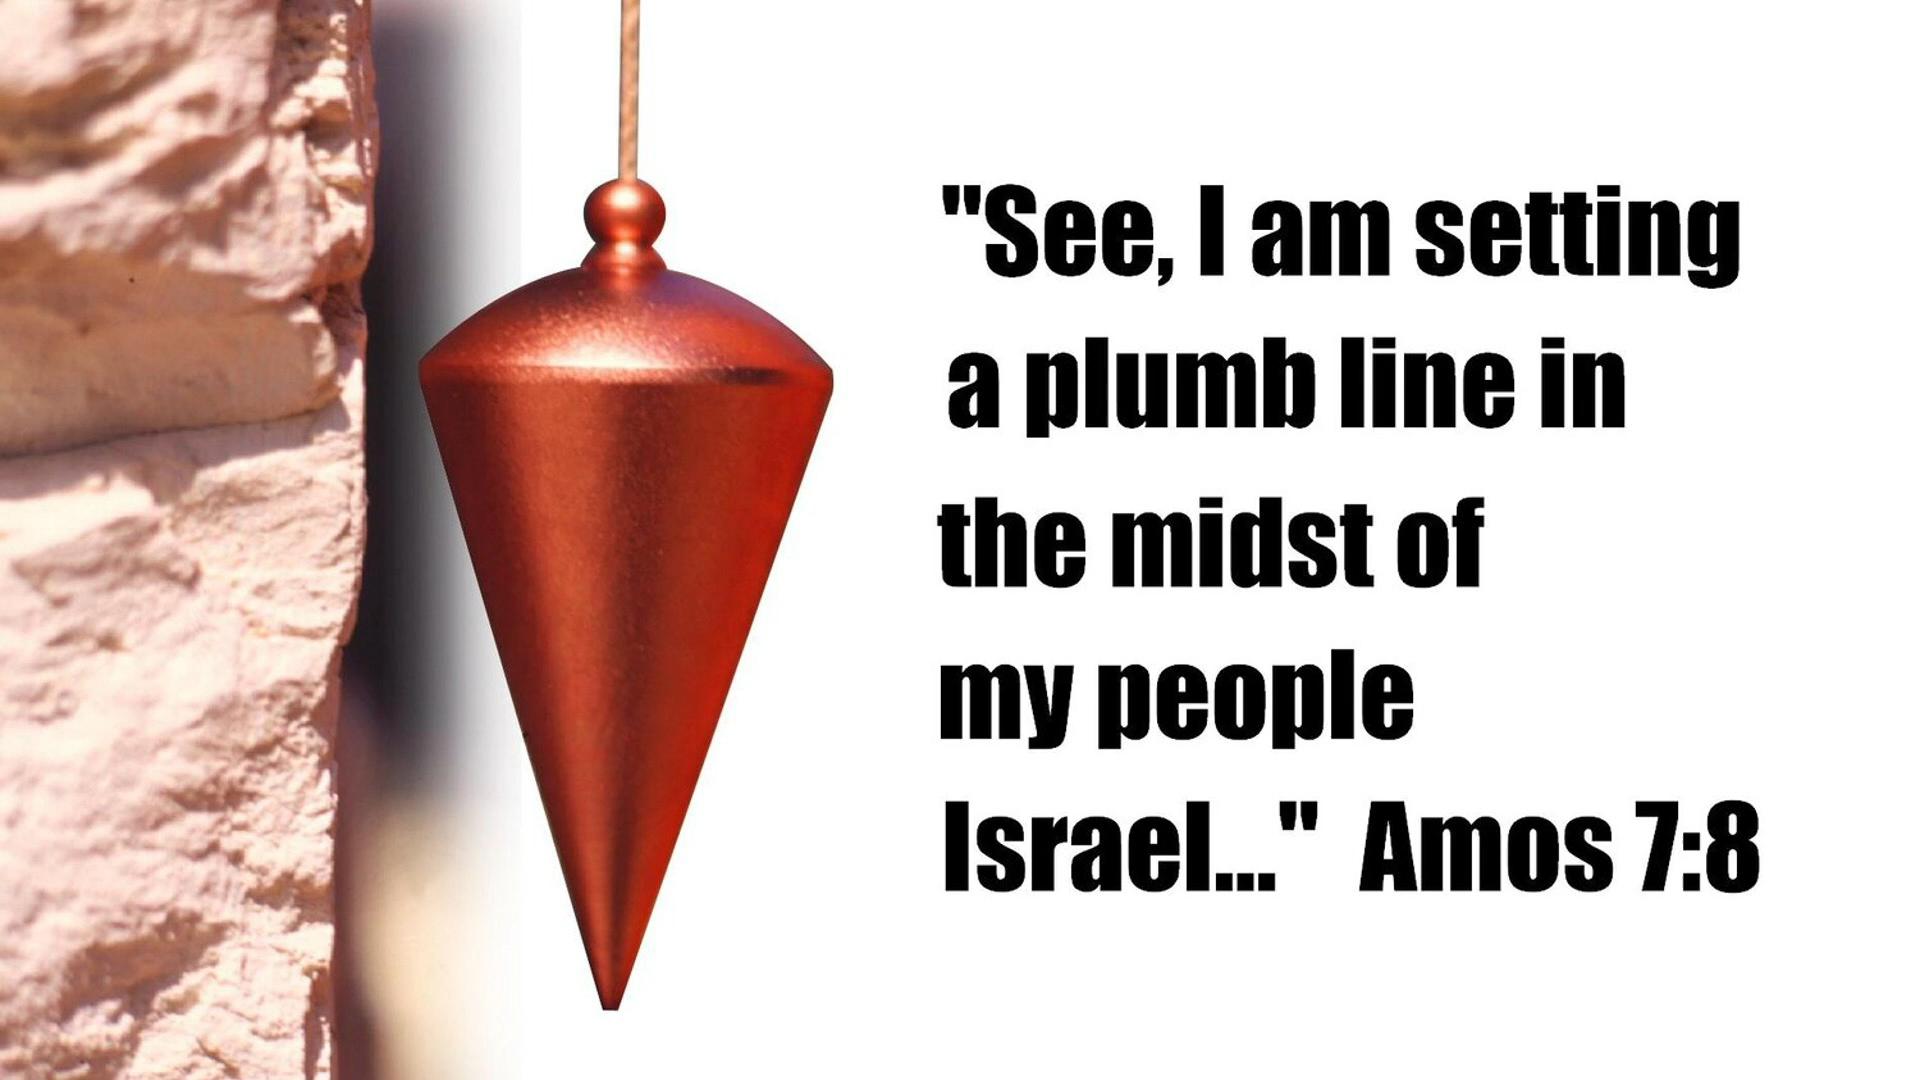 "See, I am setting
a plumb line in
the midst of
my people
Israel..."  Amos 7:8